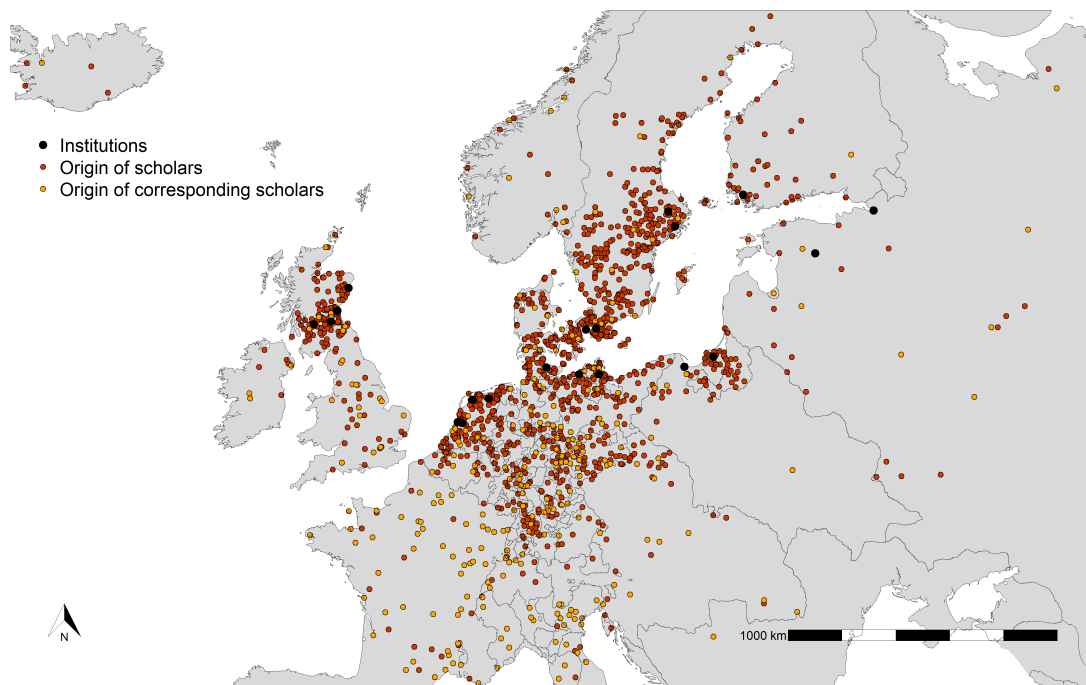 Institutions
Origin of scholars
Origin of corresponding scholars
N
1000 km